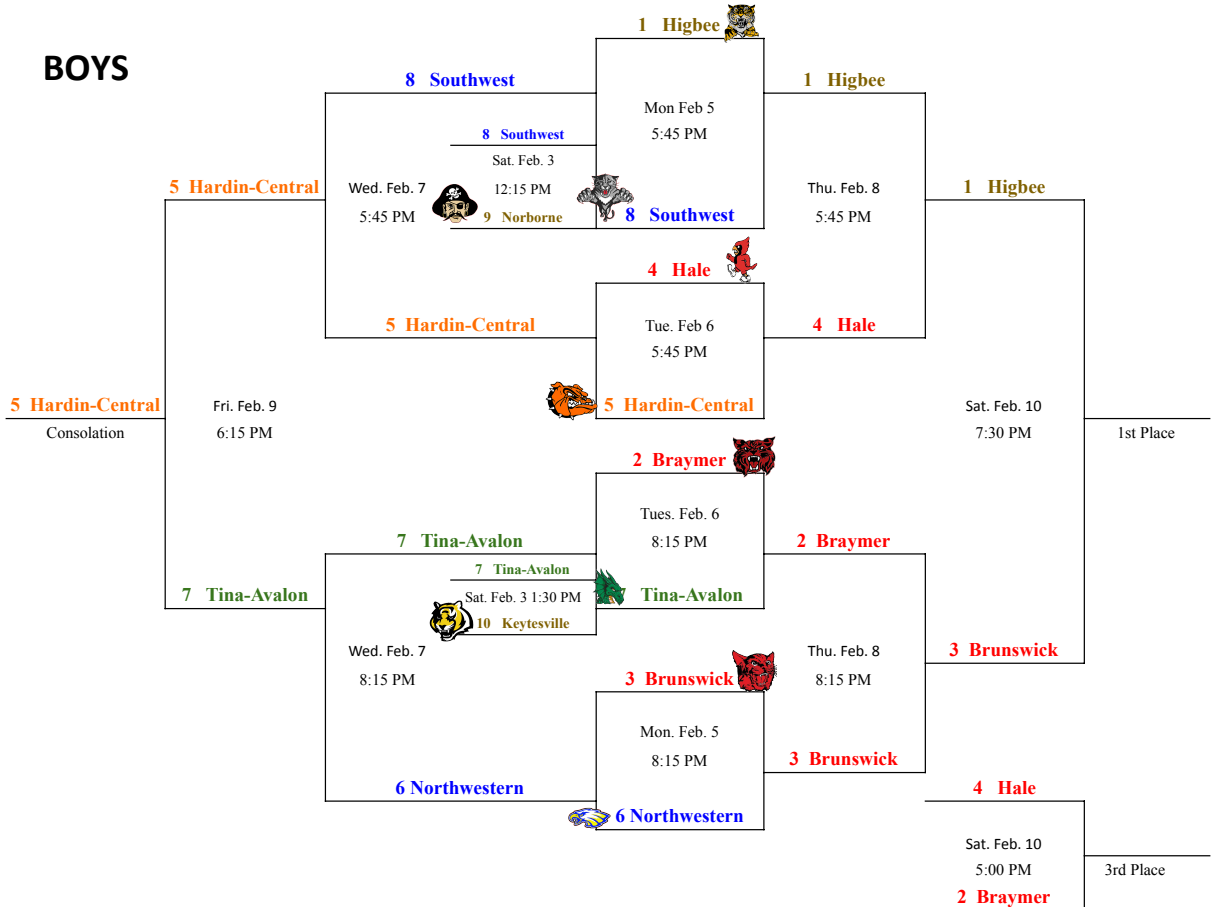 BOYS
1 Higbee
8 Southwest
1 Higbee
Mon Feb 5
5:45 PM
8 Southwest
Sat. Feb. 3
12:15 PM
9 Norborne
8 Southwest
5 Hardin-Central
Wed. Feb. 7
5:45 PM
Thu. Feb. 8
5:45 PM
1 Higbee
4 Hale
5 Hardin-Central
Tue. Feb 6
5:45 PM
4 Hale
5 Hardin-Central
5 Hardin-Central
Consolation
Fri. Feb. 9
6:15 PM
Sat. Feb. 10
7:30 PM
1st Place
2 Braymer
Tues. Feb. 6
8:15 PM
7 Tina-Avalon
2 Braymer
7 Tina-Avalon
Sat. Feb. 3 1:30 PM
10 Keytesville
Tina-Avalon
7 Tina-Avalon
Wed. Feb. 7
8:15 PM
Thu. Feb. 8
8:15 PM
3 Brunswick
3 Brunswick
Mon. Feb. 5
8:15 PM
3 Brunswick
6 Northwestern
6 Northwestern
4 Hale
Sat. Feb. 10
5:00 PM
3rd Place
2 Braymer